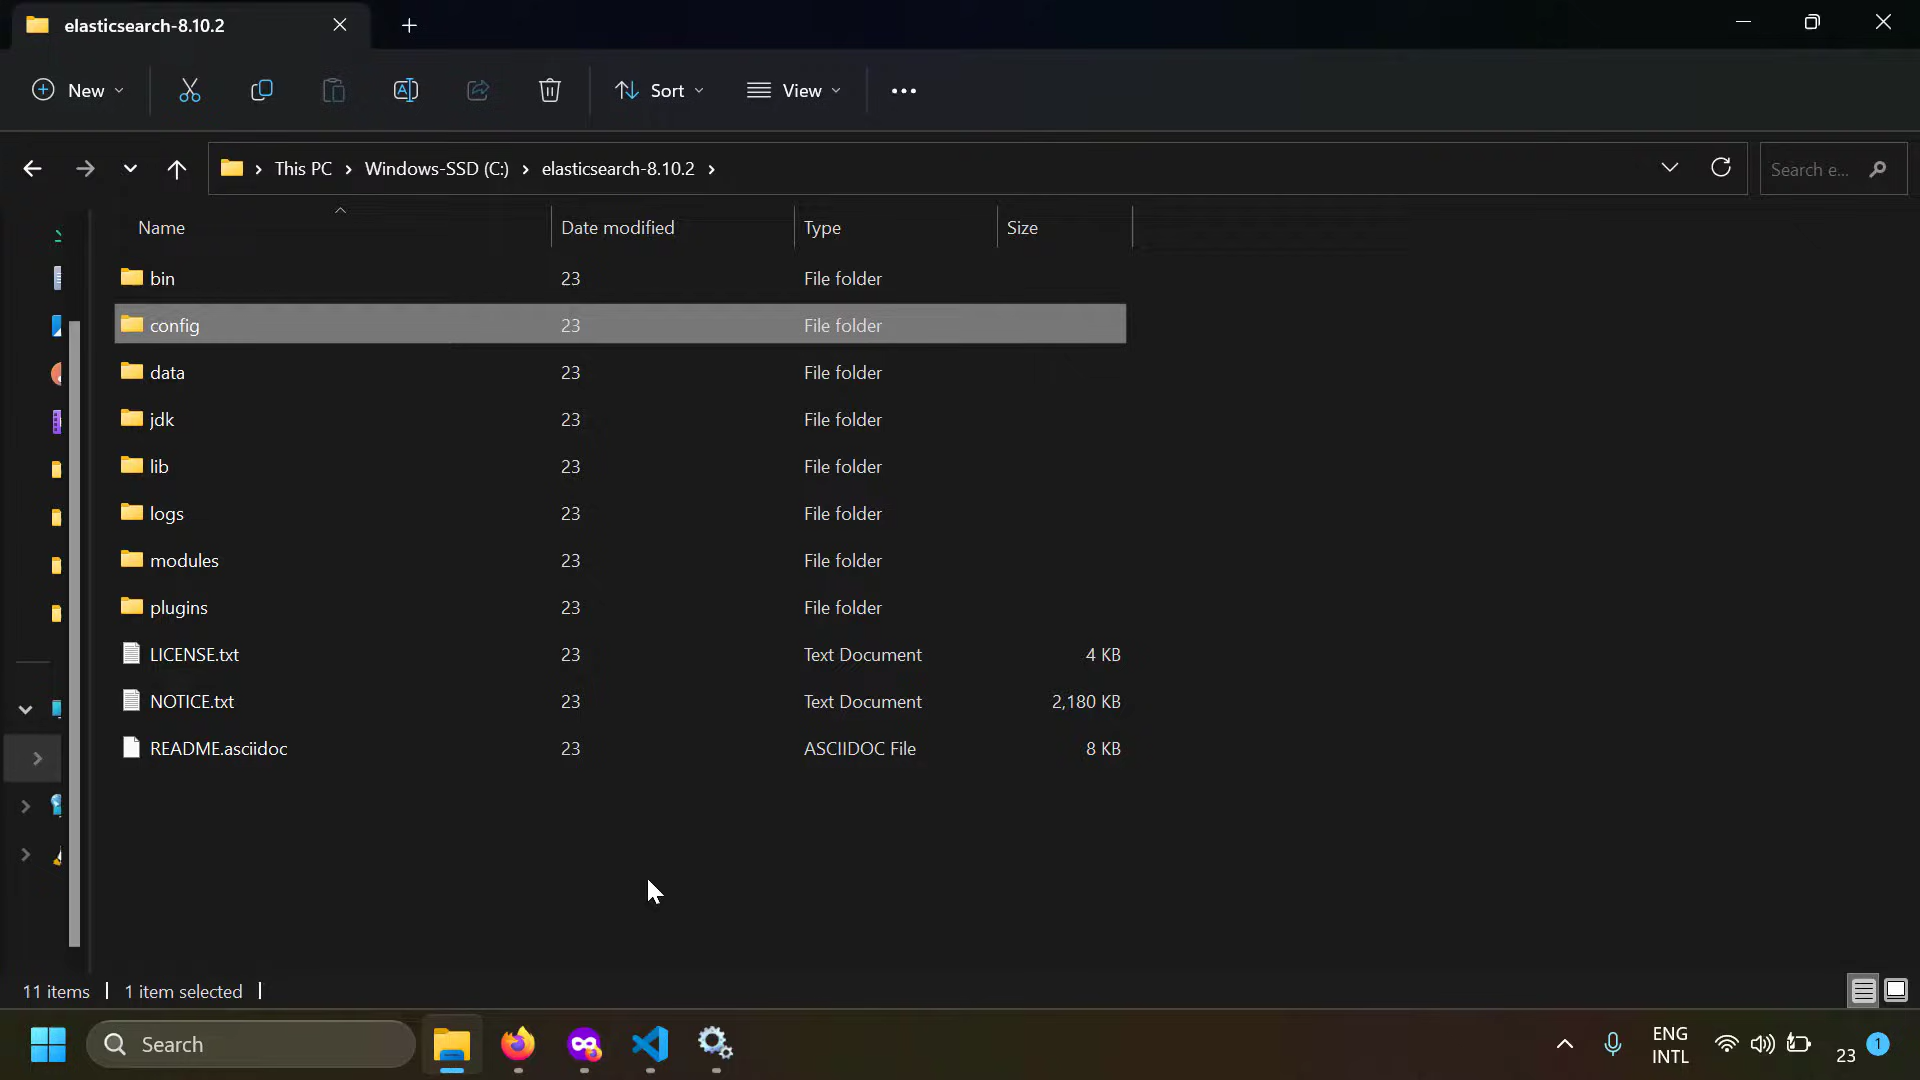 elasticsearch-8.10.2
New
Sort
View
This PC
Windows-SSD (C:)
elasticsearch-8.10.2
Search e...
Name
Date modified
Type
Size
bin 23 File folder
config 23 File folder
data 23 File folder
jdk 23 File folder
lib 23 File folder
logs 23 File folder
modules 23 File folder
plugins 23 File folder
LICENSE.txt 23 Text Document 4 KB
NOTICE.txt 23 Text Document 2,180 KB
README.asciidoc 23 ASCIIDOC File 8 KB
11 items
1 item selected
Search
ENG
INTL
23
1